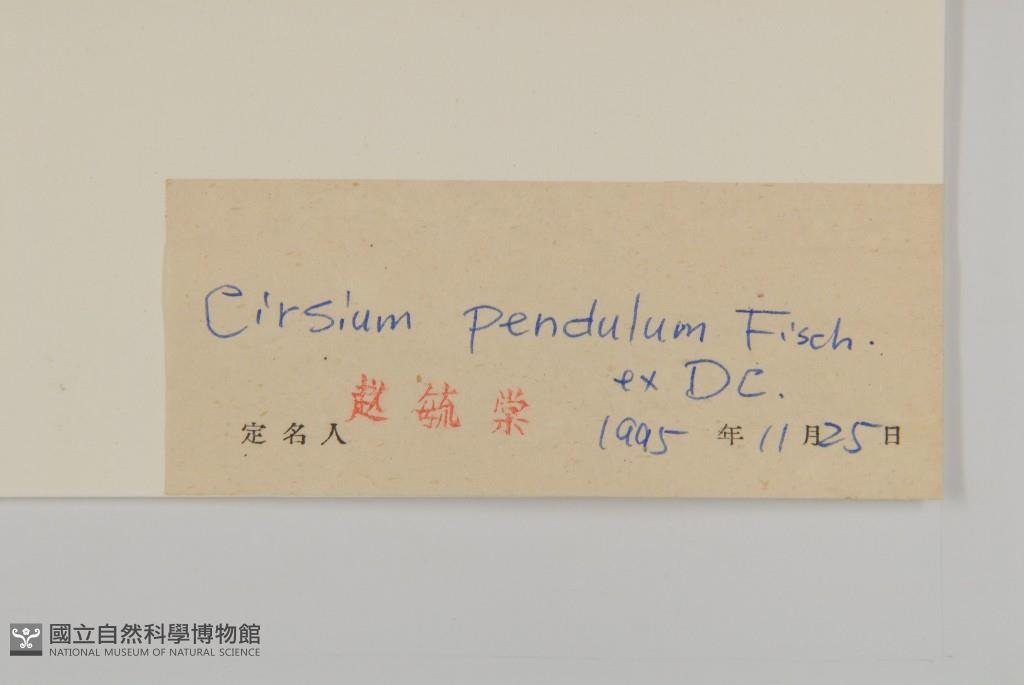 Cirsium pendulum Fisch.
ex DC.
定名人 赵毓棠 1995 年 11 月 25 日
國立自然科學博物館
NATIONAL MUSEUM OF NATURAL SCIENCE